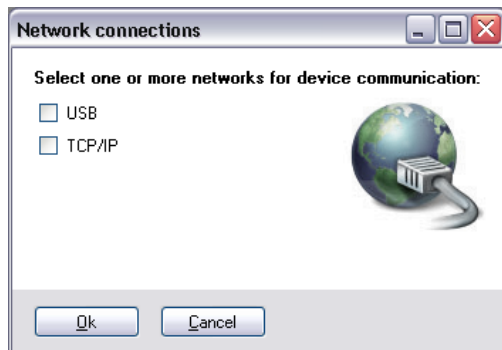 Network connections
Select one or more networks for device communication:
USB
TCP/IP
Ok Cancel